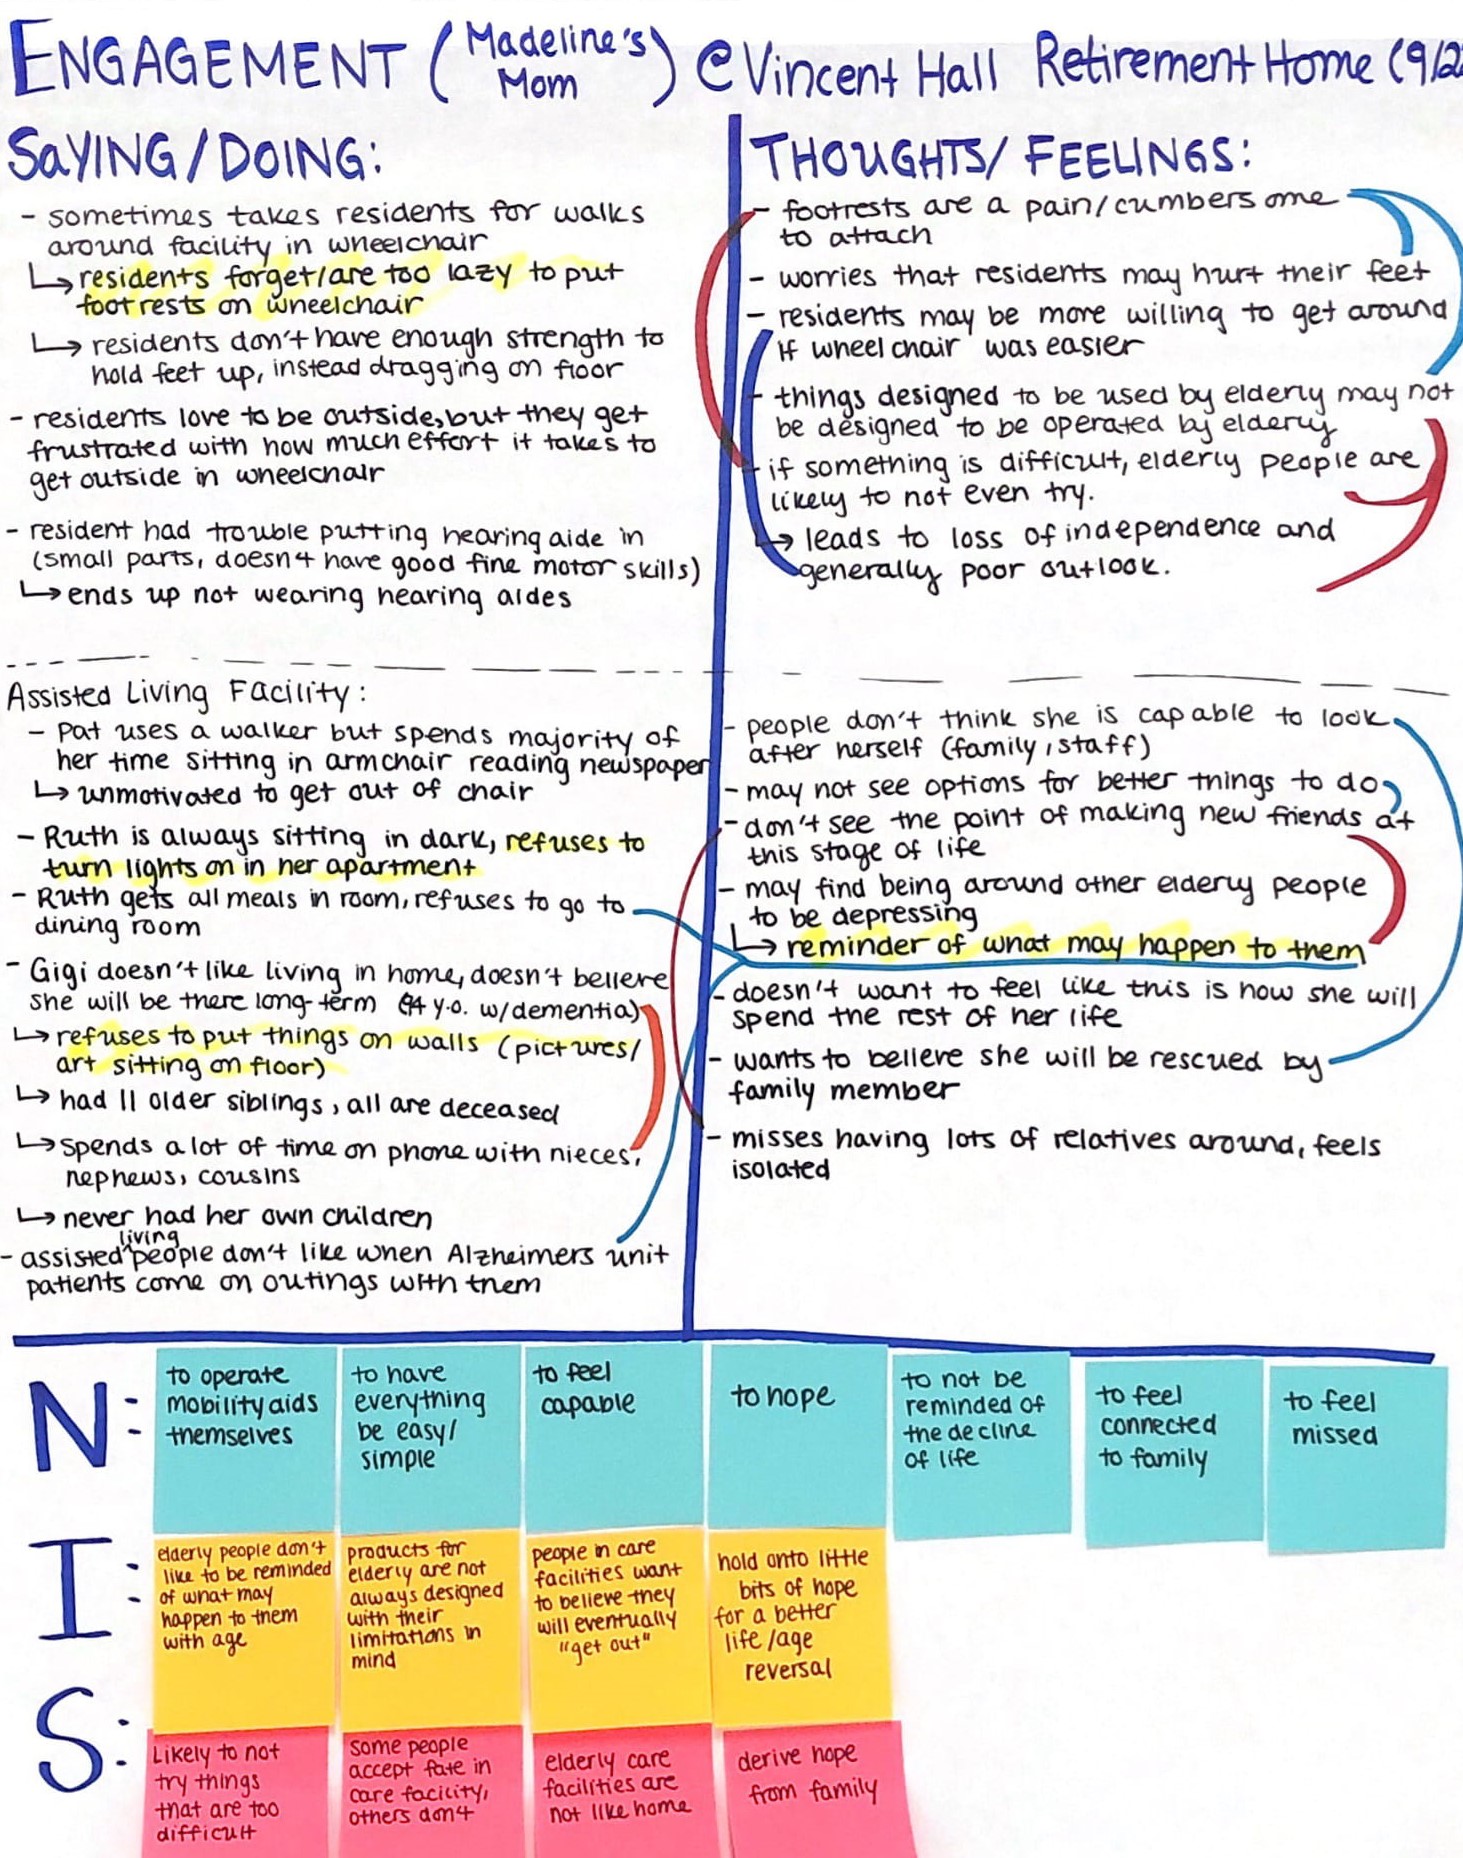 ENGAGEMENT (Madeline's Mom) @Vincent Hall Retirement Home (9/2
SAYING/DOING:
- sometimes takes residents for walks
around facility in wheelchair
↳ residents forget/are too lazy to put
footrests on wheelchair
↳ residents don't have enough strength to
hold feet up, instead dragging on floor
- residents love to be outside, but they get
frustrated with how much effort it takes to
get outside in wheelchair
- resident had trouble putting hearing aide in
(small parts, doesn't have good fine motor skills)
↳ ends up not wearing hearing aides
THOUGHTS/FEELINGS:
- footrests are a pain/cumbersome
to attach
- worries that residents may hurt their feet
- residents may be more willing to get around
if wheelchair was easier
- things designed to be used by elderly may not
be designed to be operated by elderly
- if something is difficult, elderly people are
likely to not even try.
↳ leads to loss of independence and
generally poor outlook.
Assisted Living Facility:
- Pat uses a walker but spends majority of
her time sitting in armchair reading newspaper
↳ unmotivated to get out of chair
- Ruth is always sitting in dark, refuses to
turn lights on in her apartment
- Ruth gets all meals in room, refuses to go to
dining room
- Gigi doesn't like living in home, doesn't believe
she will be there long-term (y.o. w/dementia)
↳ refuses to put things on walls (pictures/
art sitting on floor)
↳ had 11 older siblings, all are deceased
↳ spends a lot of time on phone with nieces,
nephews, cousins
↳ never had her own children
- assisted living people don't like when Alzheimers unit
patients come on outings with them
- people don't think she is capable to look
after herself (family, staff)
- may not see options for better things to do
- don't see the point of making new friends at
this stage of life
- may find being around other elderly people
to be depressing
↳ reminder of what may happen to them
- doesn't want to feel like this is how she will
spend the rest of her life
- wants to believe she will be rescued by
family member
- misses having lots of relatives around, feels
isolated
N:
to operate
mobility aids
themselves
to have
everything
be easy/
simple
to feel
capable
to hope
to not be
reminded of
the decline
of life
to feel
connected
to family
to feel
missed
I:
elderly people don't
like to be reminded
of what may
happen to them
with age
products for
elderly are not
always designed
with their
limitations in
mind
people in care
facilities want
to believe they
will eventually
"get out"
hold onto little
bits of hope
for a better
life/age
reversal
S:
Likely to not
try things
that are too
difficult
some people
accept fate in
care facility,
others don't
elderly care
facilities are
not like home
derive hope
from family